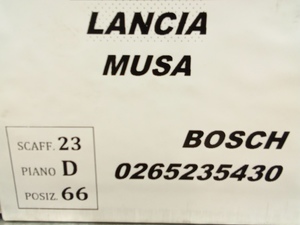 LANCIA
MUSA
SCAFF. 23
PIANO D
POSIZ. 66
BOSCH
0265235430